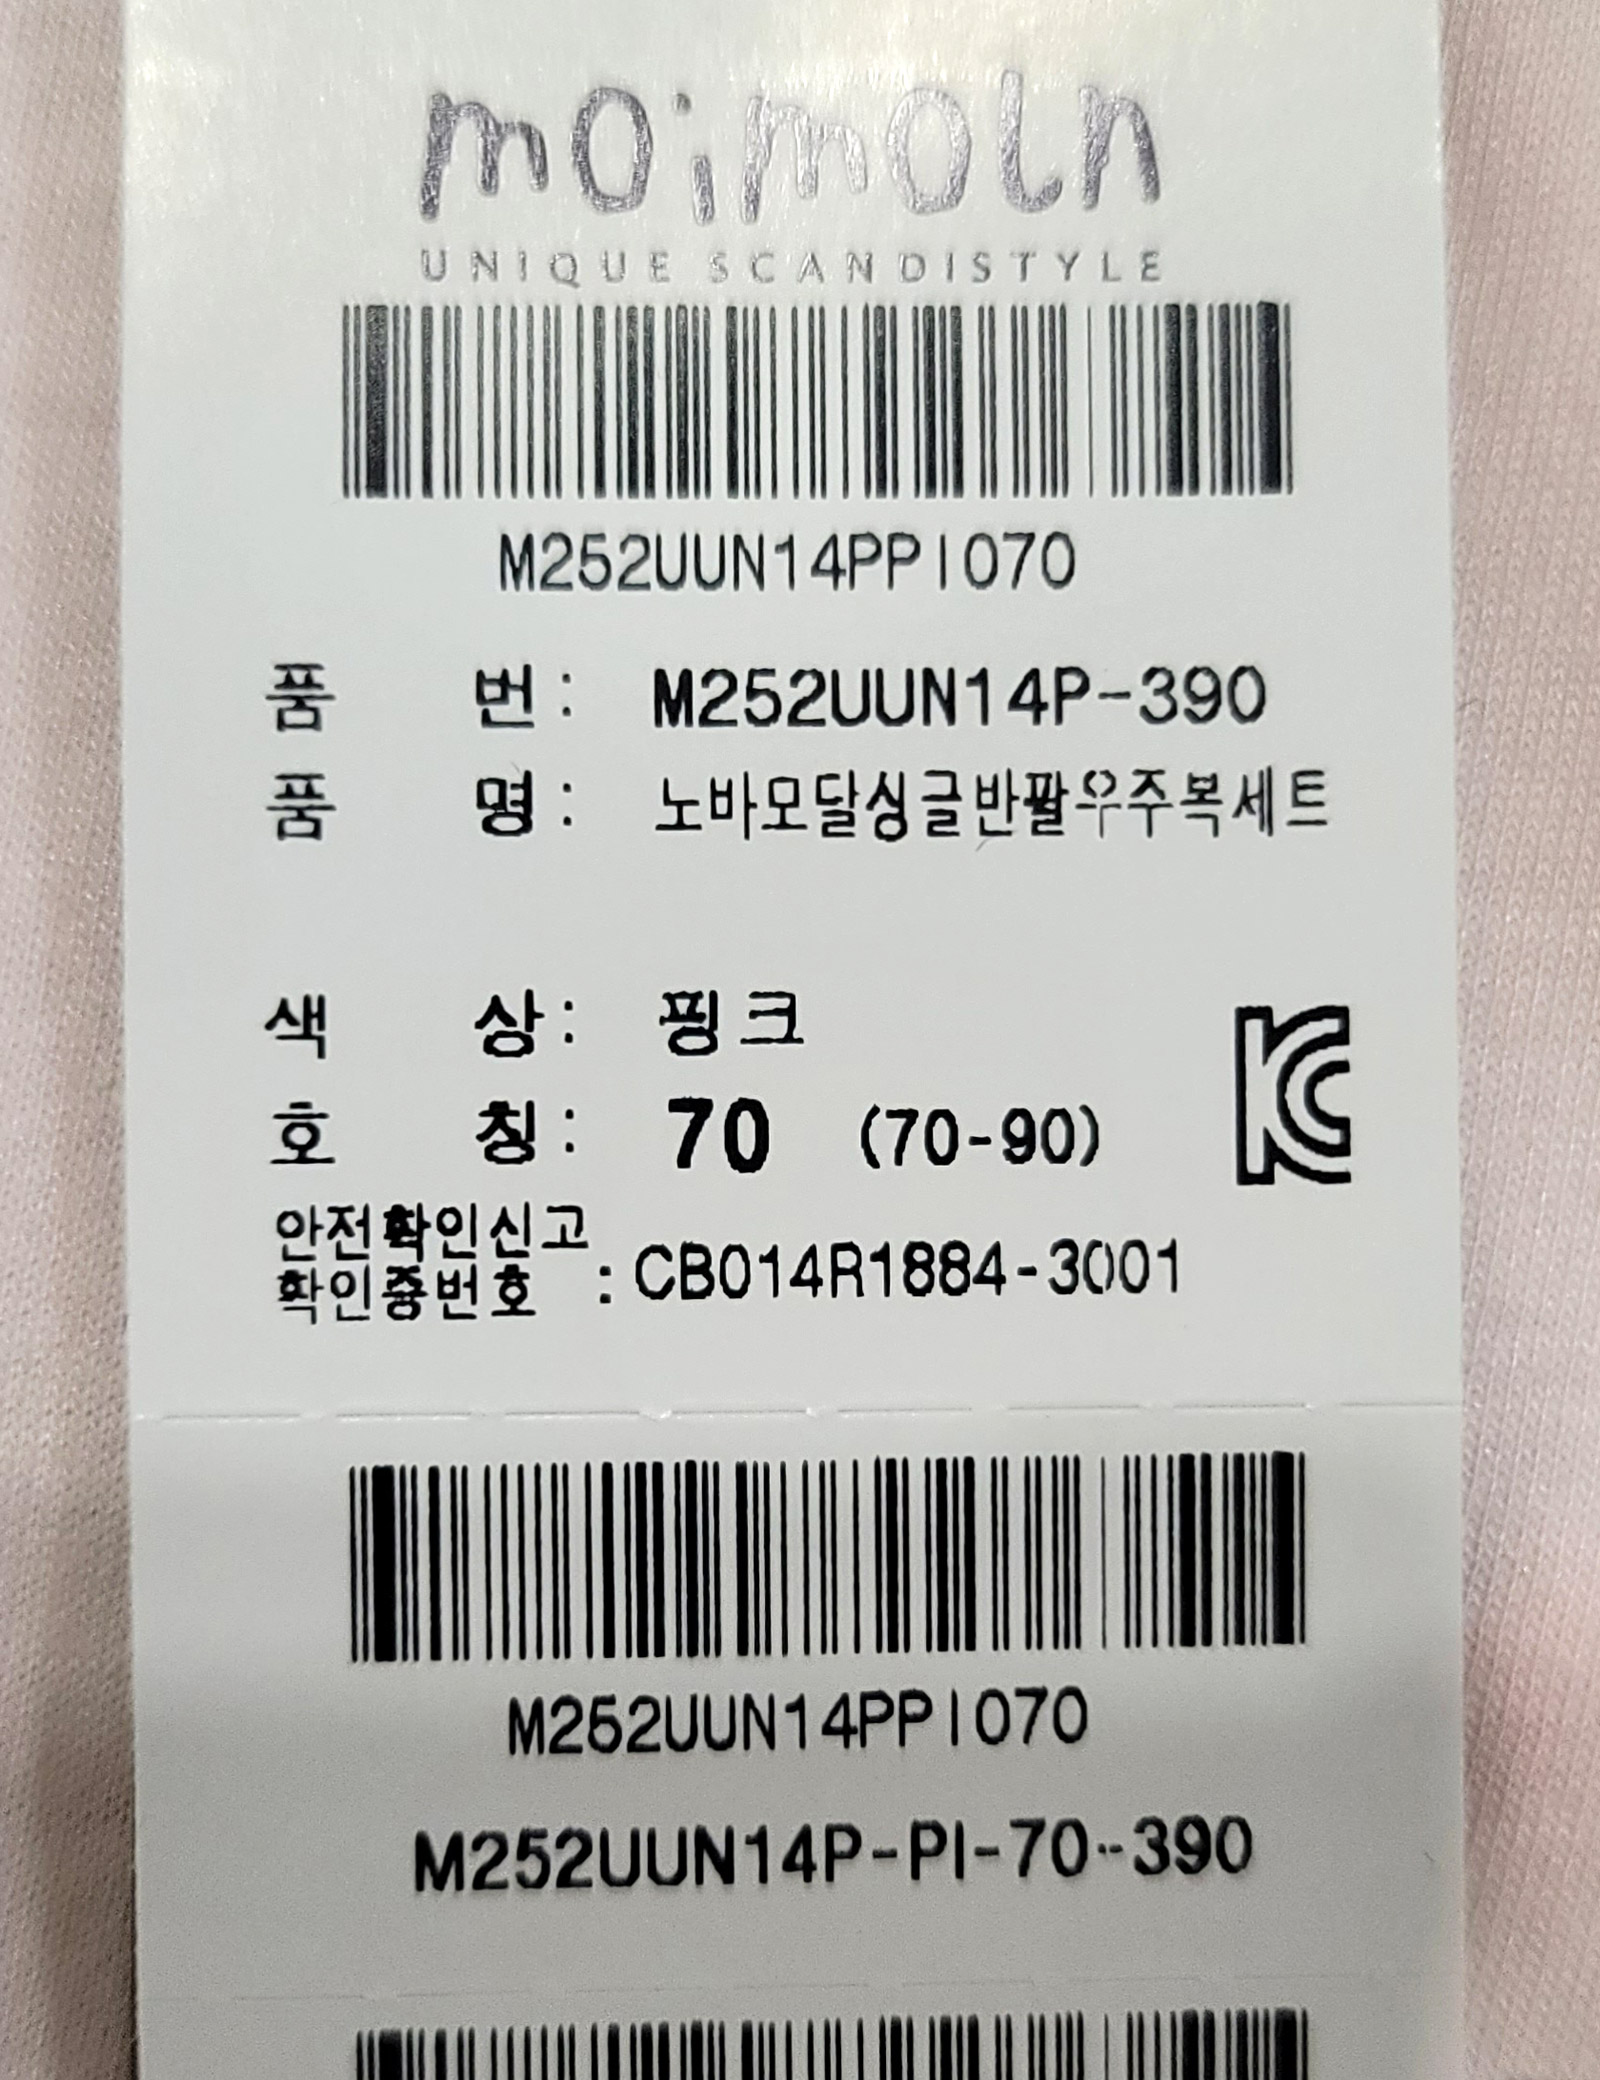 moimoln
UNIQUE SCANDISTYLE
M252UUN14PPI070
품 번 : M252UUN14P-390
품 명 : 노바모달싱글반팔우주복세트
색 상 : 핑크
호 칭 : 70 (70-90)
안전확인신고
확인증번호 : CB014R1884-3001
M252UUN14PPI070
M252UUN14P-PI-70-390